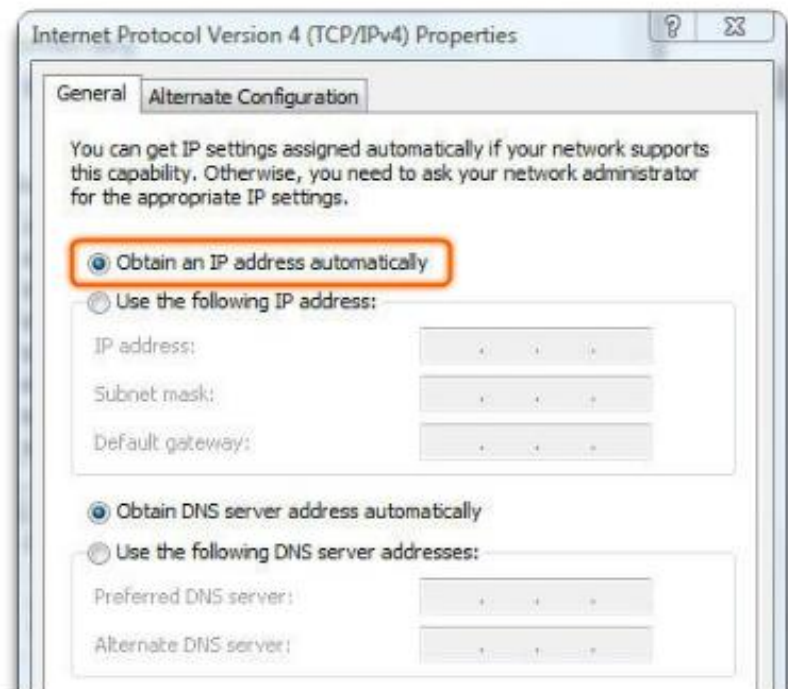 Internet Protocol Version 4 (TCP/IPv4) Properties
General
Alternate Configuration
You can get IP settings assigned automatically if your network supports
this capability. Otherwise, you need to ask your network administrator
for the appropriate IP settings.
Obtain an IP address automatically
Use the following IP address:
IP address:
Subnet mask:
Default gateway:
Obtain DNS server address automatically
Use the following DNS server addresses:
Preferred DNS server:
Alternate DNS server: